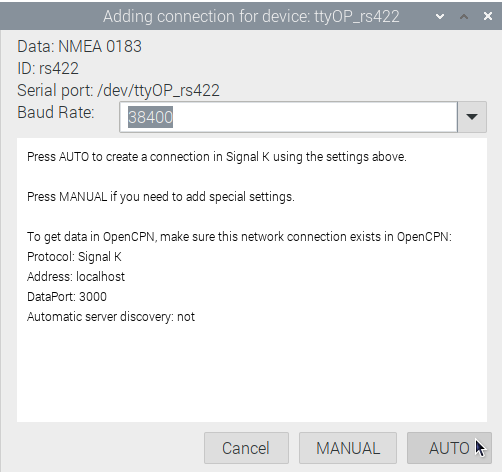 Adding connection for device: ttyOP_rs422
Data: NMEA 0183
ID: rs422
Serial port: /dev/ttyOP_rs422
Baud Rate: 38400
Press AUTO to create a connection in Signal K using the settings above.
Press MANUAL if you need to add special settings.
To get data in OpenCPN, make sure this network connection exists in OpenCPN:
Protocol: Signal K
Address: localhost
DataPort: 3000
Automatic server discovery: not
Cancel MANUAL AUTO